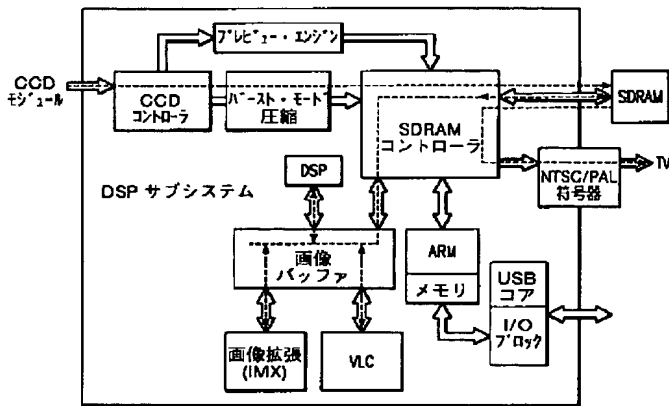 プレビュー・エンジン
CCD
モジュール
CCD
コントローラ
バースト・モード
圧縮
SDRAM
コントローラ
SDRAM
NTSC/PAL
符号器
TV
DSP サブシステム
DSP
画像
バッファ
ARM
メモリ
USB
コア
I/O
ブロック
画像拡張
(IMX)
VLC